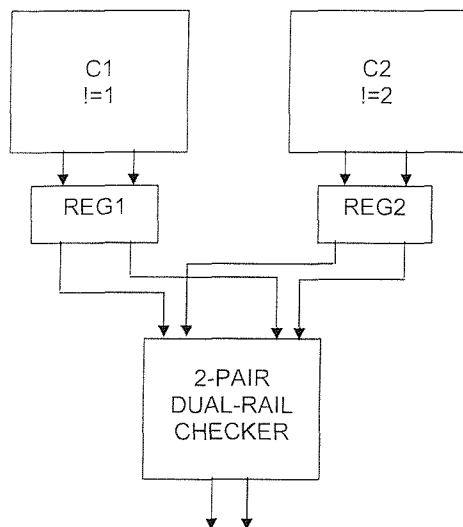 C1
!=1
C2
!=2
REG1
REG2
2-PAIR
DUAL-RAIL
CHECKER